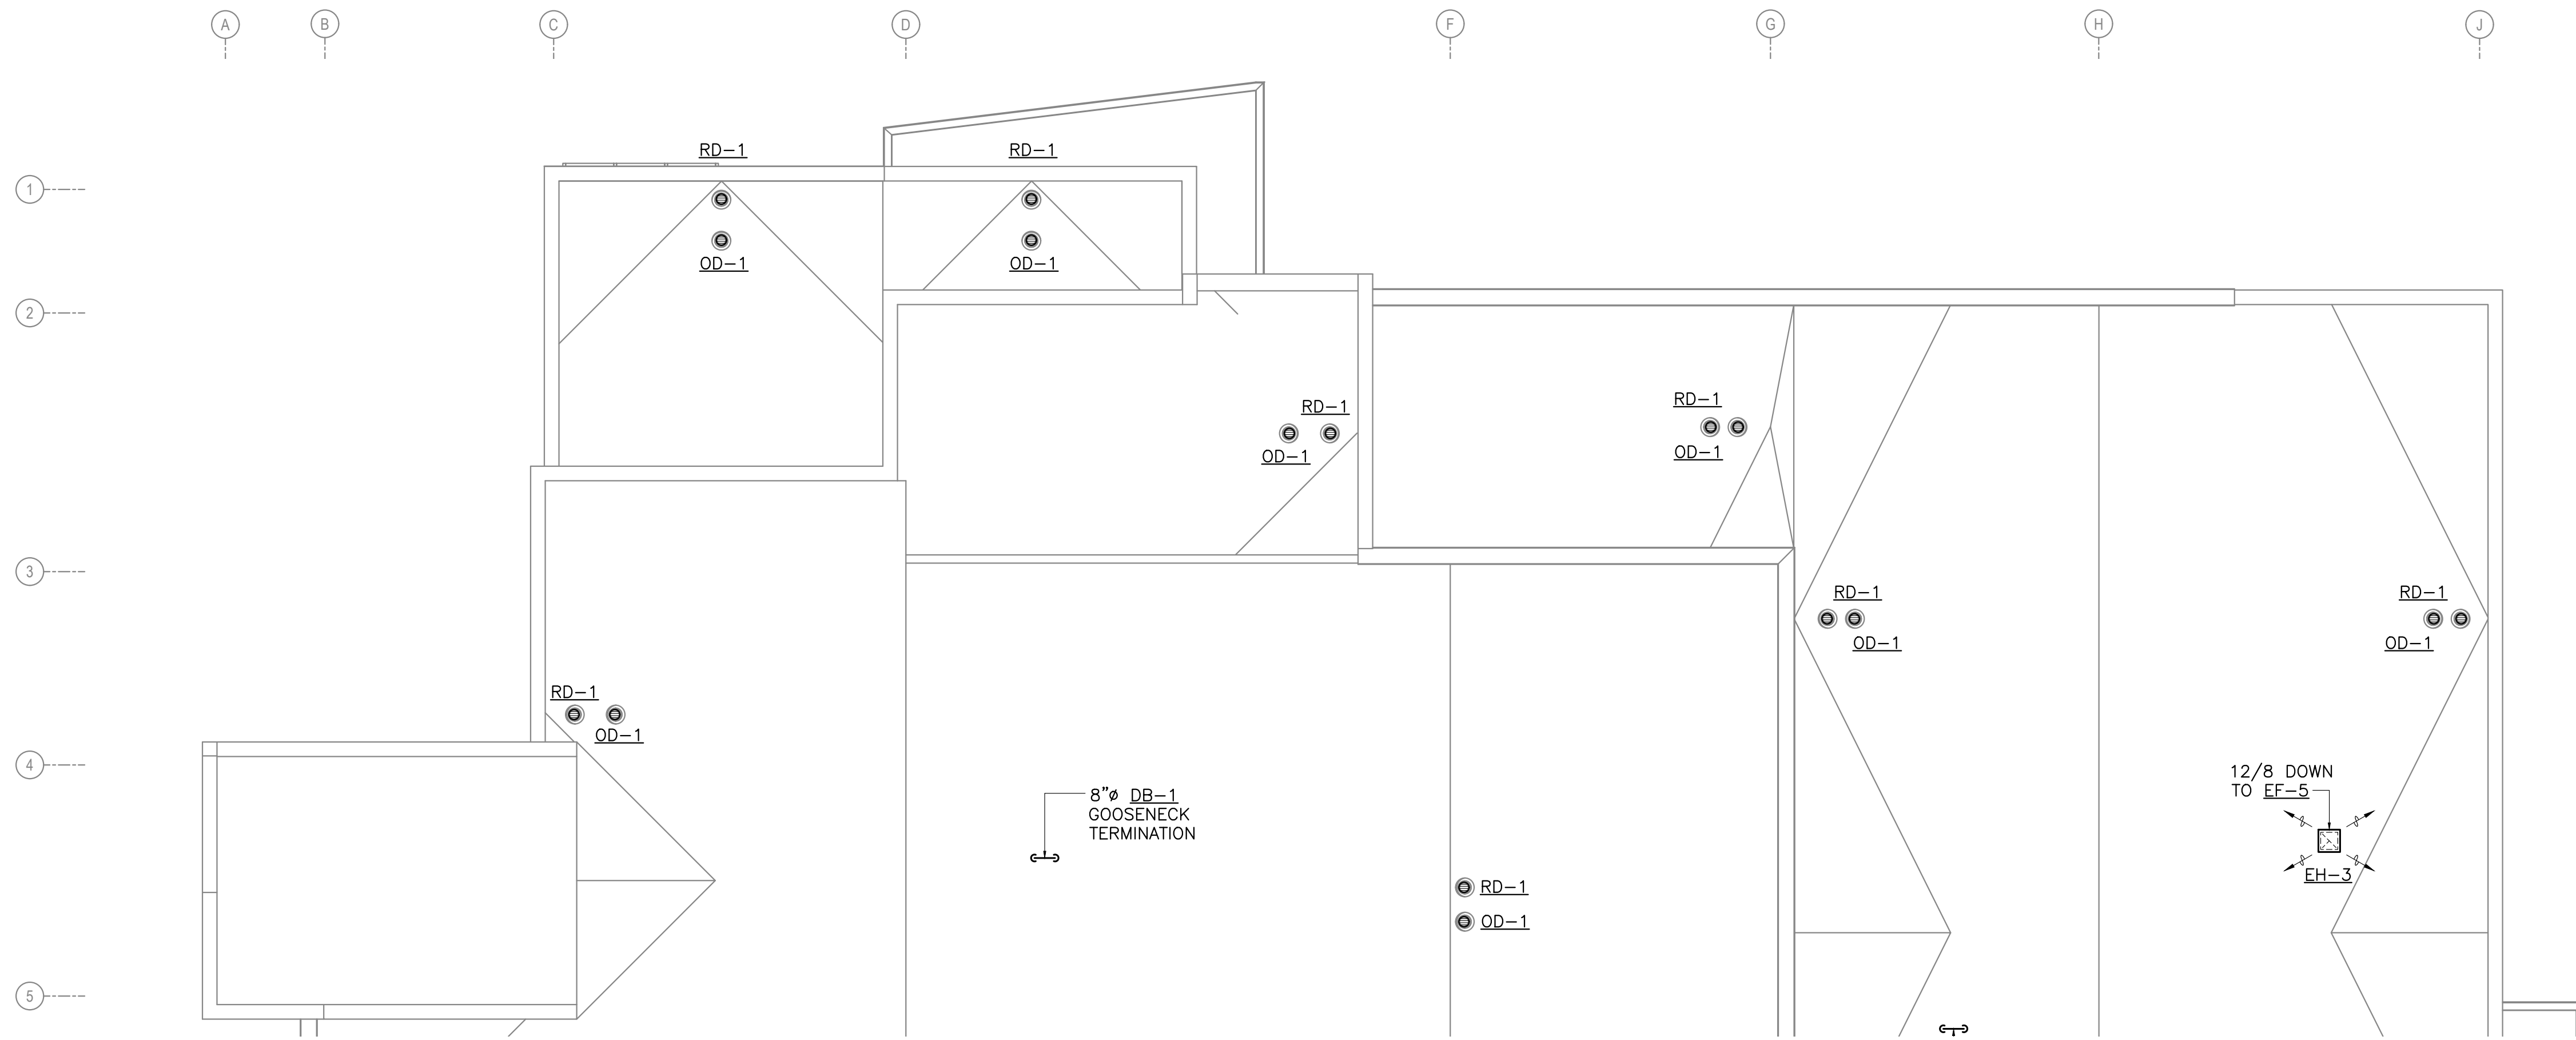 A
B
C
D
F
G
H
J
RD-1
RD-1
1
OD-1
OD-1
2
RD-1
OD-1
RD-1
OD-1
3
RD-1
OD-1
RD-1
OD-1
RD-1
OD-1
4
8"ø DB-1
GOOSENECK
TERMINATION
12/8 DOWN
TO EF-5
EH-3
RD-1
OD-1
5